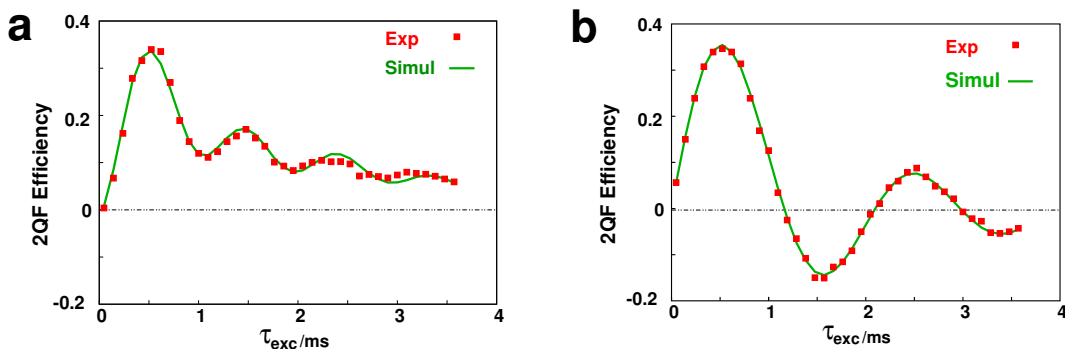 a
0.4
0.2
0
-0.2
2QF Efficiency
Exp
Simul
0 1 2 3 4
τexc/ms
b
0.4
0.2
0
-0.2
2QF Efficiency
Exp
Simul
0 1 2 3 4
τexc/ms